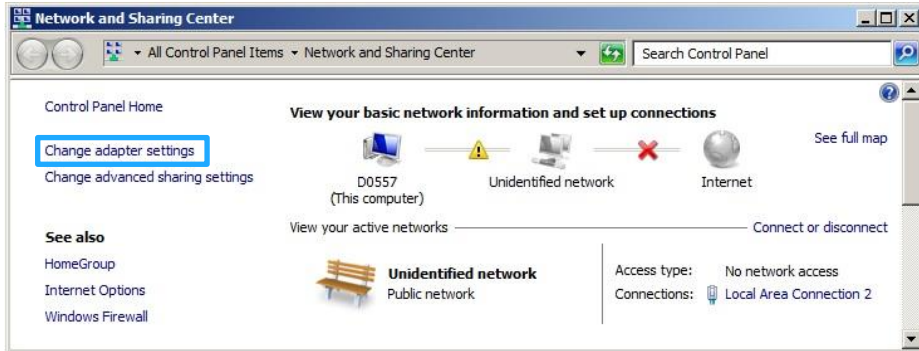 Network and Sharing Center
All Control Panel Items Network and Sharing Center
Search Control Panel
Control Panel Home
Change adapter settings
Change advanced sharing settings
See also
HomeGroup
Internet Options
Windows Firewall
View your basic network information and set up connections
See full map
D0557
(This computer)
Unidentified network
Internet
View your active networks
Connect or disconnect
Unidentified network
Public network
Access type: No network access
Connections: Local Area Connection 2